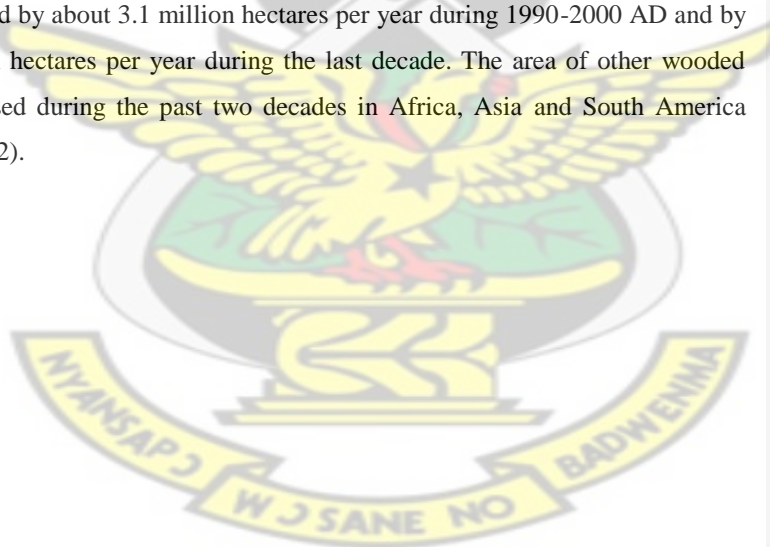 d by about 3.1 million hectares per year during 1990-2000 AD and by
hectares per year during the last decade. The area of other wooded
ed during the past two decades in Africa, Asia and South America
2).
NYANSAPƆ
WƆSANE NO
BADWENMA